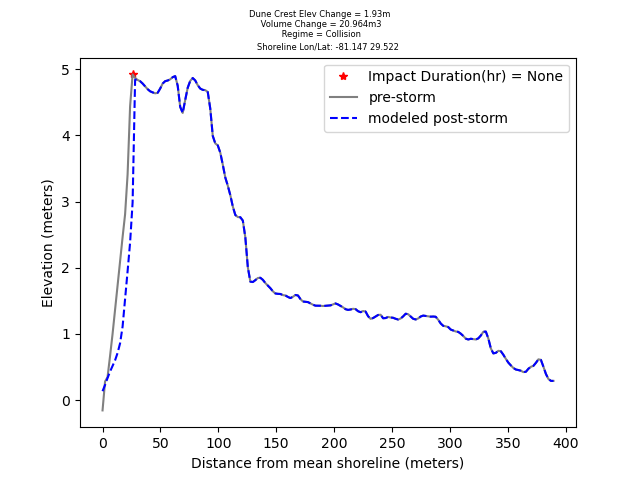 Dune Crest Elev Change = 1.93m
Volume Change = 20.964m3
Regime = Collision
Shoreline Lon/Lat: -81.147 29.522
Impact Duration(hr) = None
pre-storm
modeled post-storm
Elevation (meters)
5
4
3
2
1
0
0 50 100 150 200 250 300 350 400
Distance from mean shoreline (meters)